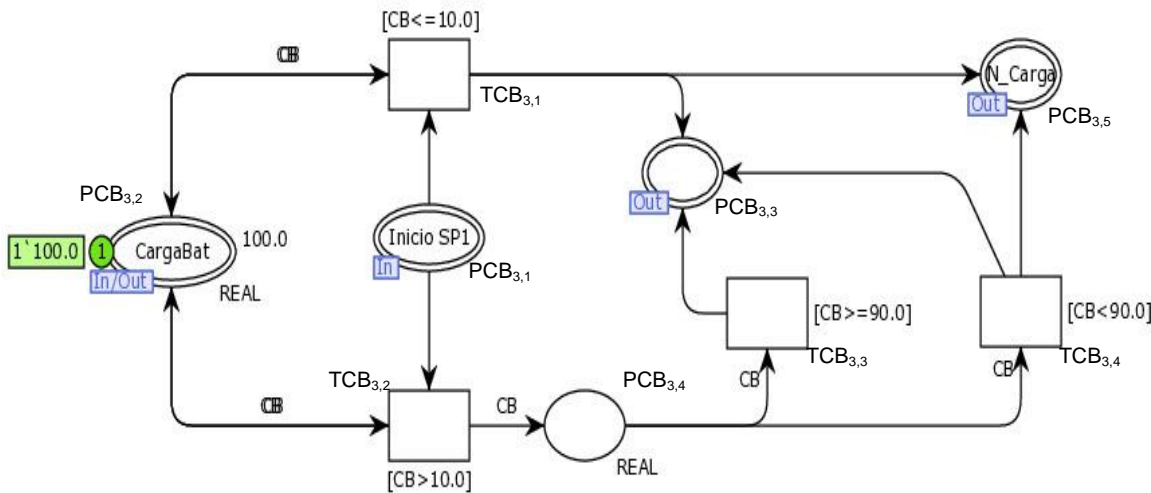 [CB<=10.0]
CB
TCB3,1
N_Carga
Out
PCB3,5
PCB3,2
Out
PCB3,3
1`100.0
1
CargaBat
100.0
In/Out
REAL
Inicio SP1
In
PCB3,1
[CB>=90.0]
TCB3,3
[CB<90.0]
TCB3,4
TCB3,2
PCB3,4
CB
CB
CB
CB
REAL
[CB>10.0]